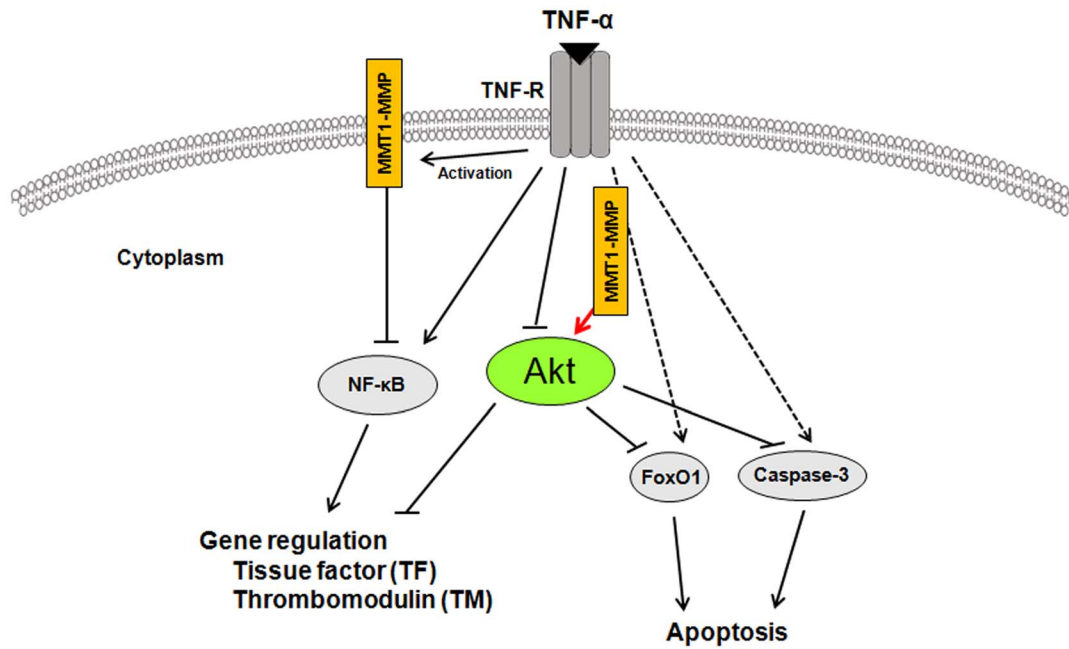 TNF-α
TNF-R
MMT1-MMP
Activation
MMT1-MMP
Cytoplasm
NF-κB
Akt
FoxO1
Caspase-3
Gene regulation
Tissue factor (TF)
Thrombomodulin (TM)
Apoptosis